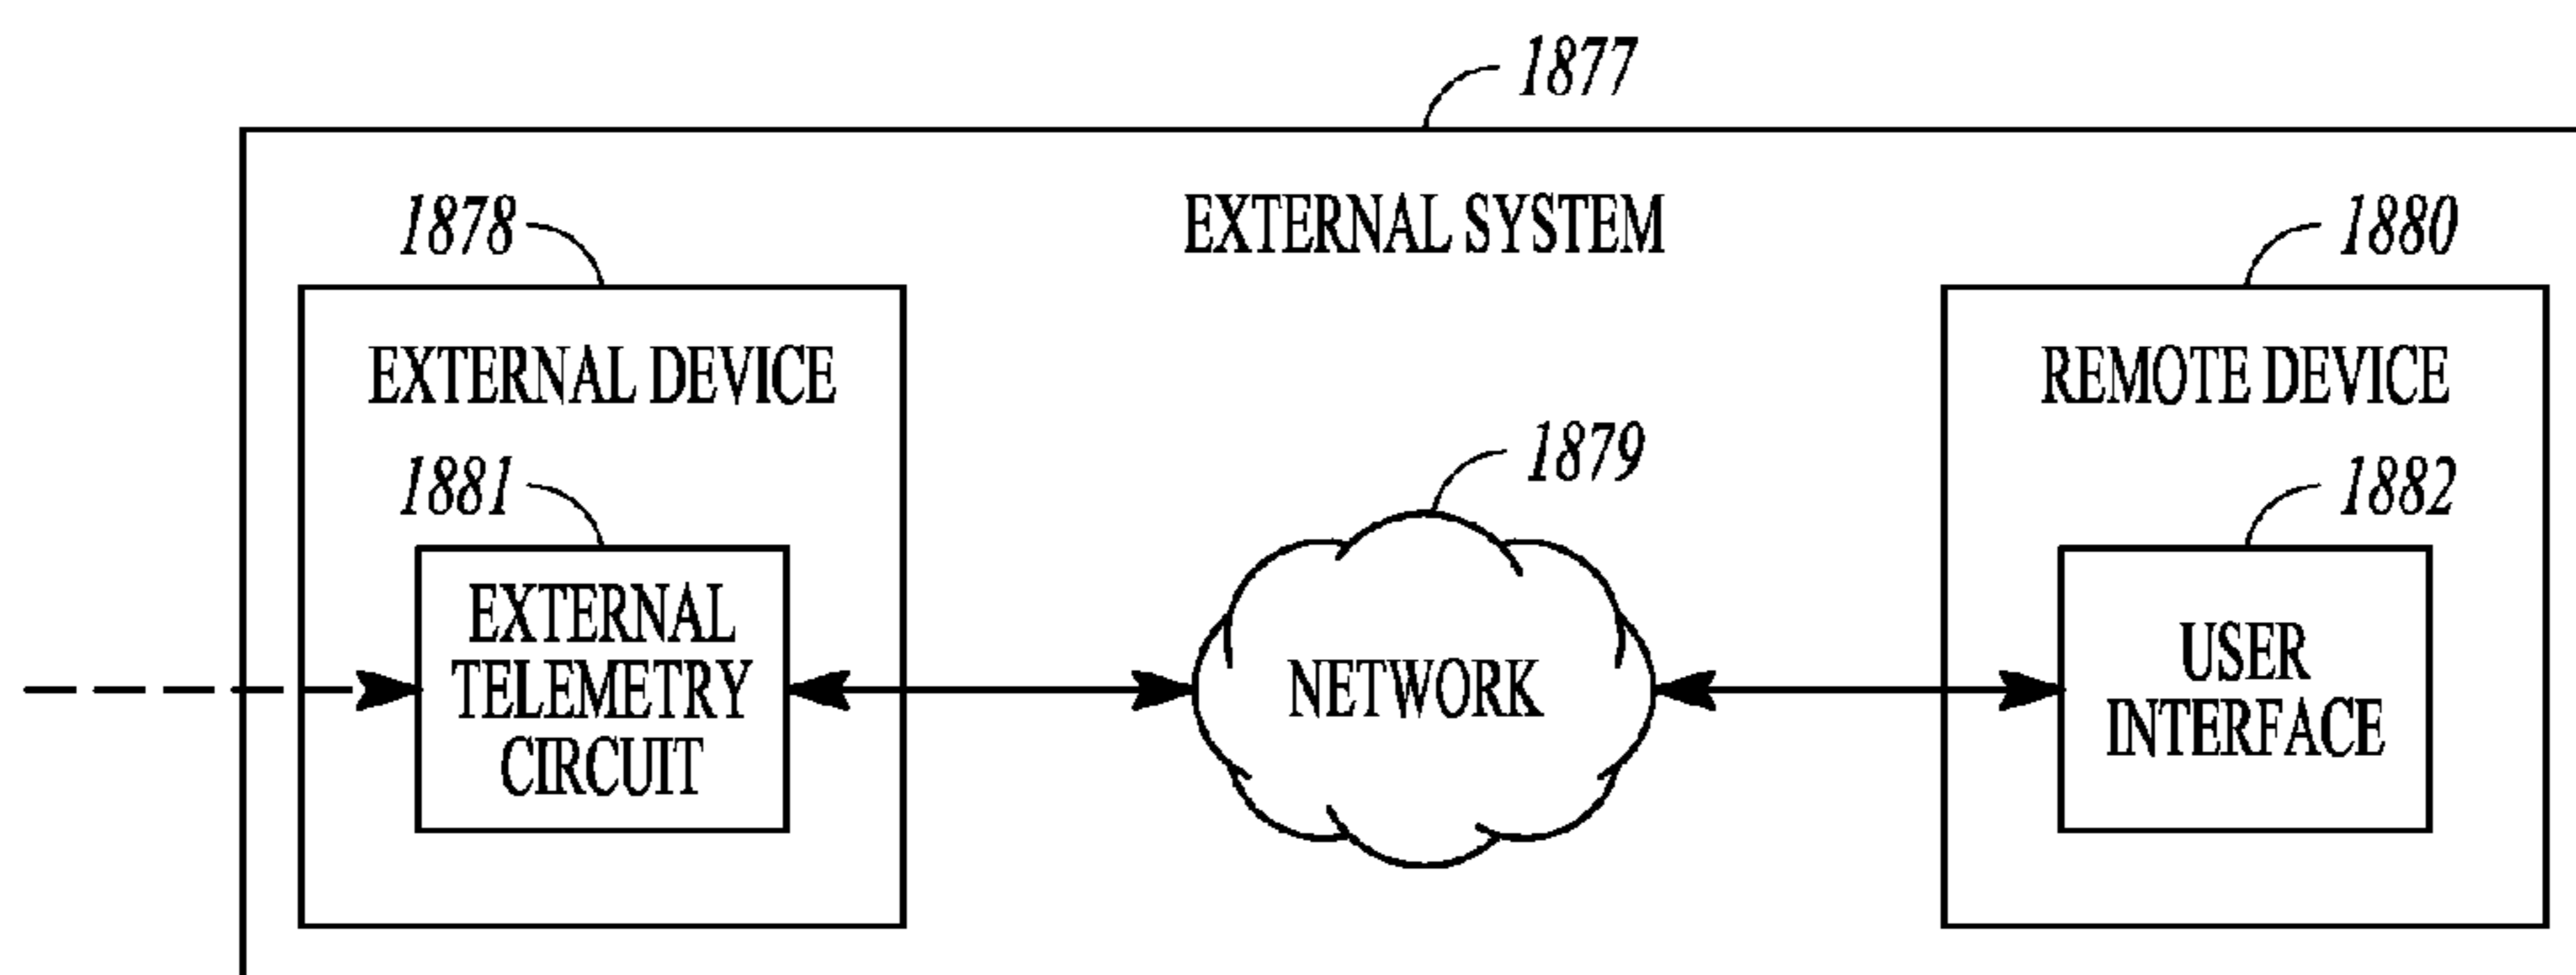 1877
EXTERNAL SYSTEM
1878
EXTERNAL DEVICE
1881
EXTERNAL
TELEMETRY
CIRCUIT
1879
NETWORK
1880
REMOTE DEVICE
1882
USER
INTERFACE